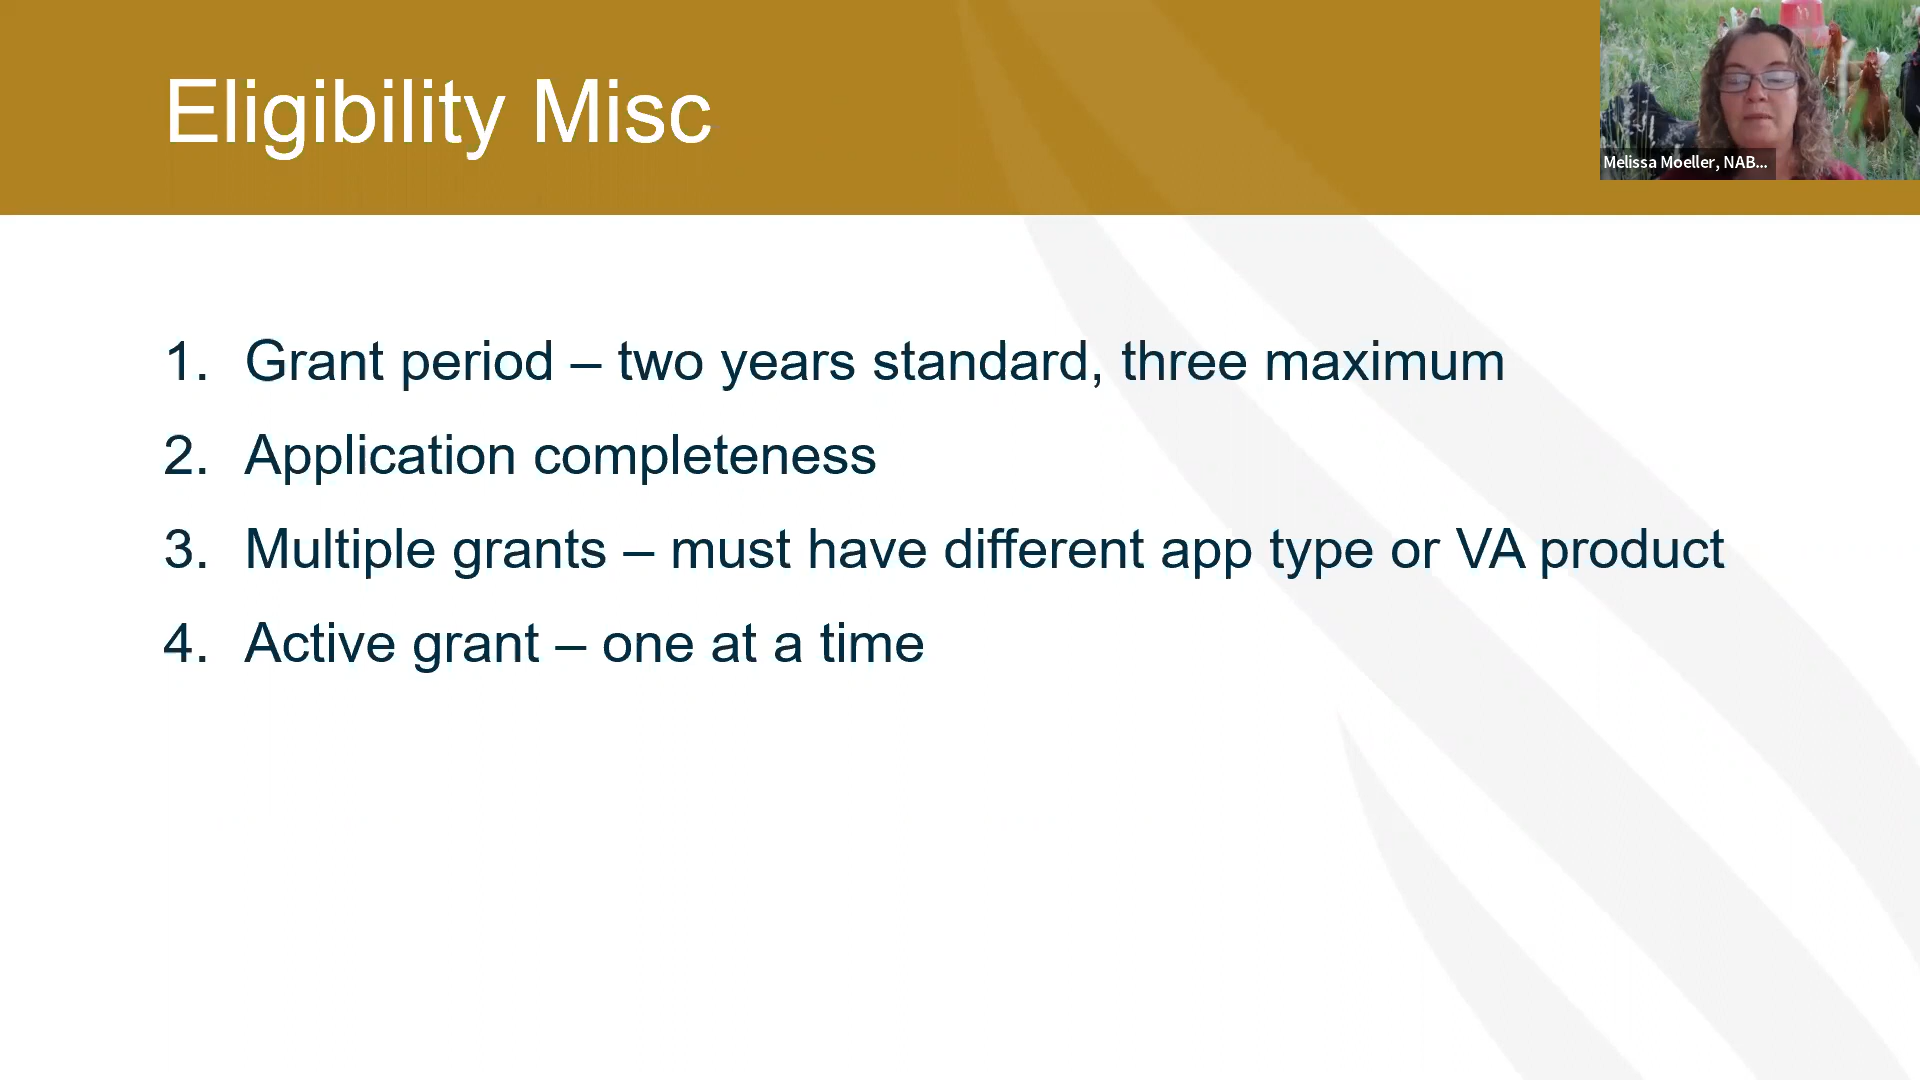 Eligibility Misc
Melissa Moeller, NAB...
1. Grant period – two years standard, three maximum
2. Application completeness
3. Multiple grants – must have different app type or VA product
4. Active grant – one at a time